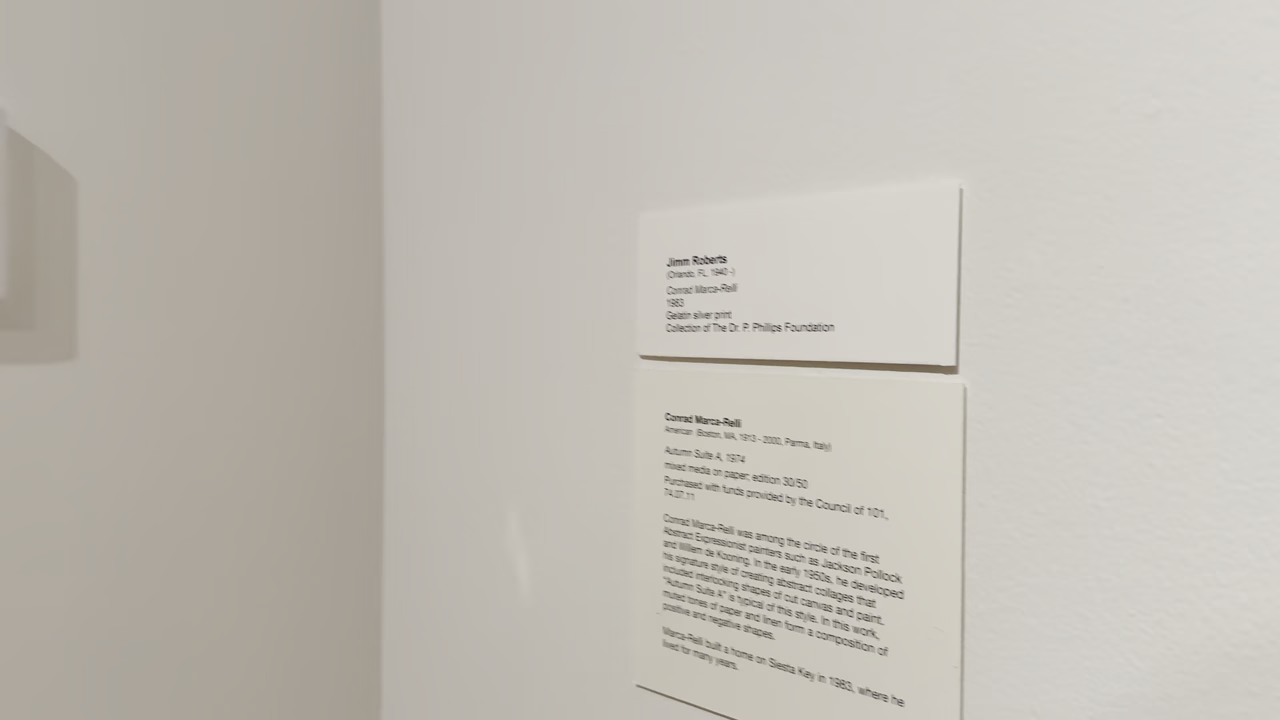 Jimm Roberts
(Orlando, FL, 1940 -)
Conrad Marca-Relli
1983
Gelatin silver print
Collection of The Dr. P. Phillips Foundation
Conrad Marca-Relli
American (Boston, MA, 1913 - 2000, Parma, Italy)
Autumn Suite A, 1974
mixed media on paper; edition 30/50
Purchased with funds provided by the Council of 101,
74.07.11
Conrad Marca-Relli was among the circle of the first
Abstract Expressionist painters such as Jackson Pollock
and Willem de Kooning. In the early 1950s, he developed
his signature style of creating abstract collages that
included interlocking shapes of cut canvas and paint.
"Autumn Suite A" is typical of this style. In this work,
muted tones of paper and linen form a composition of
positive and negative shapes.
Marca-Relli built a home on Siesta Key in 1983, where he
lived for many years.